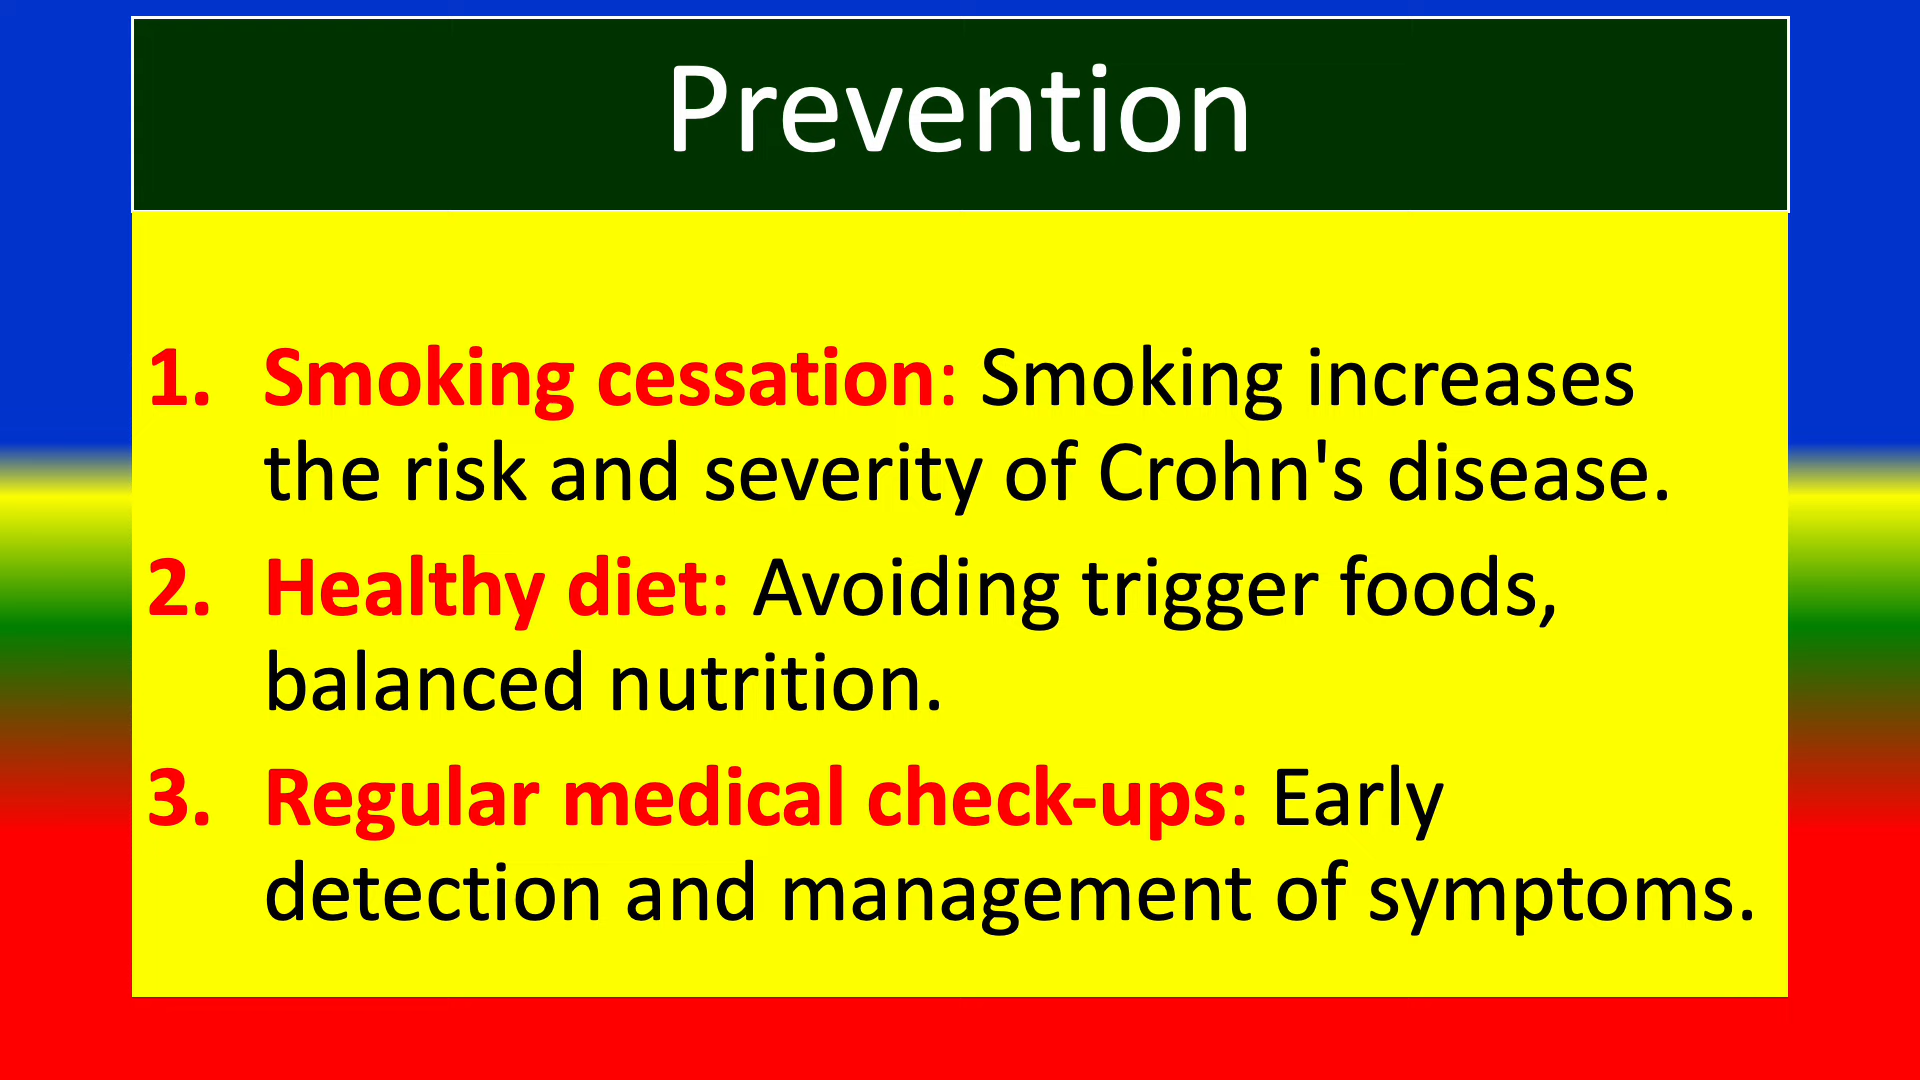 Prevention
1. Smoking cessation: Smoking increases
the risk and severity of Crohn's disease.
2. Healthy diet: Avoiding trigger foods,
balanced nutrition.
3. Regular medical check-ups: Early
detection and management of symptoms.